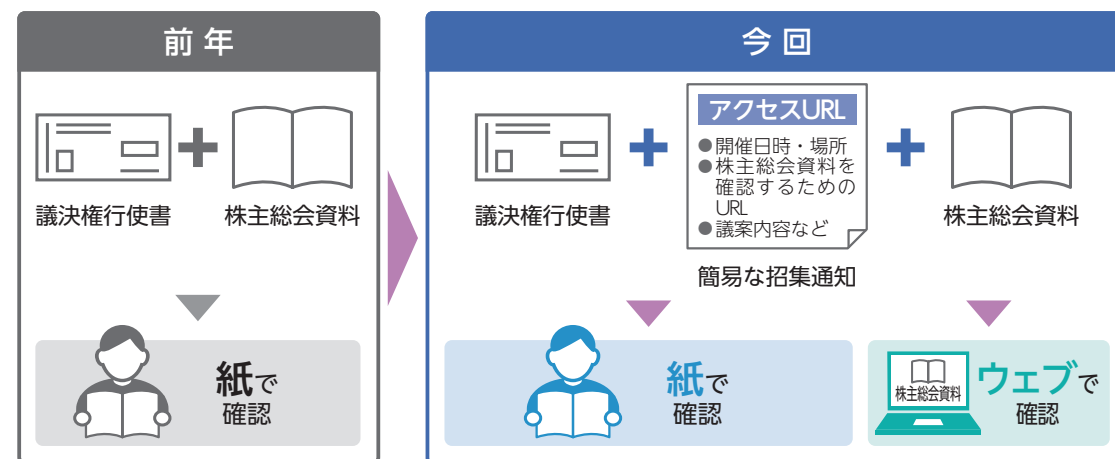 前年
議決権行使書
株主総会資料
紙で
確認
今回
議決権行使書
アクセスURL
●開催日時・場所
●株主総会資料を
確認するための
URL
●議案内容など
簡易な招集通知
株主総会資料
紙で
確認
株主総会資料
ウェブで
確認